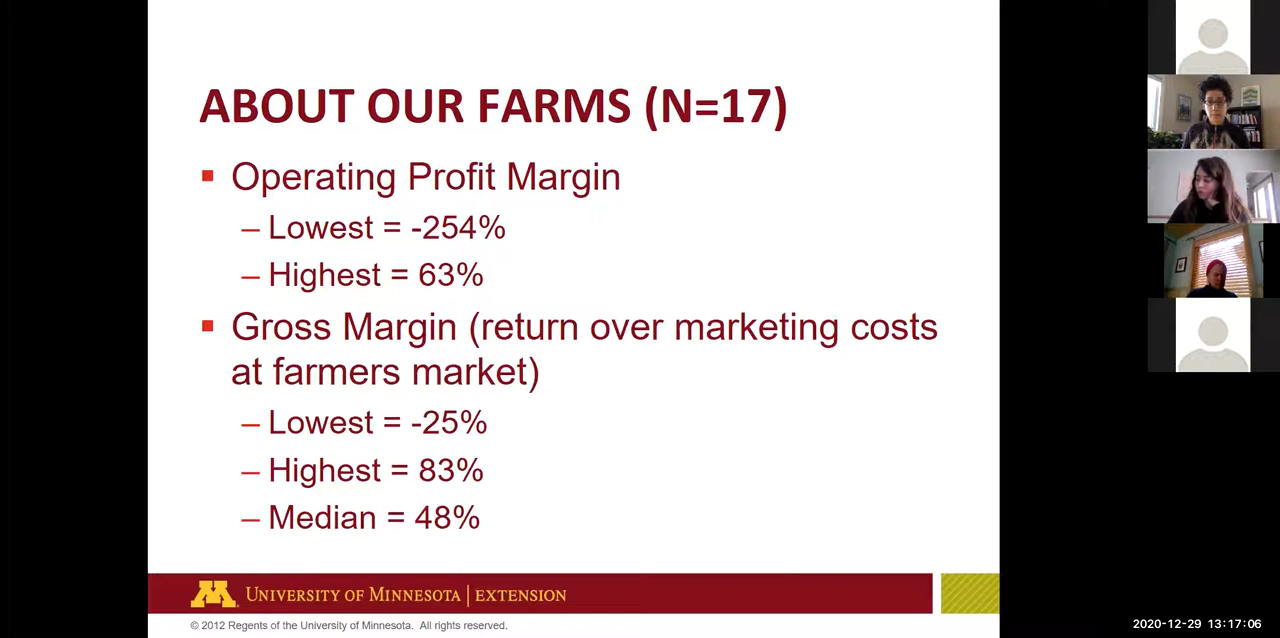 ABOUT OUR FARMS (N=17)
▪ Operating Profit Margin
– Lowest = -254%
– Highest = 63%
▪ Gross Margin (return over marketing costs
at farmers market)
– Lowest = -25%
– Highest = 83%
– Median = 48%
M UNIVERSITY OF MINNESOTA | EXTENSION
© 2012 Regents of the University of Minnesota. All rights reserved.
2020-12-29 13:17:06